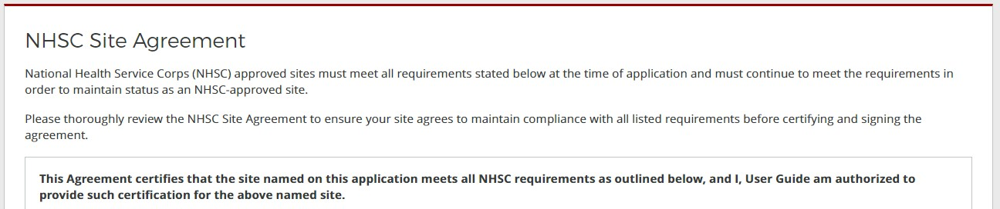 NHSC Site Agreement
National Health Service Corps (NHSC) approved sites must meet all requirements stated below at the time of application and must continue to meet the requirements in
order to maintain status as an NHSC-approved site.
Please thoroughly review the NHSC Site Agreement to ensure your site agrees to maintain compliance with all listed requirements before certifying and signing the
agreement.
This Agreement certifies that the site named on this application meets all NHSC requirements as outlined below, and I, User Guide am authorized to
provide such certification for the above named site.